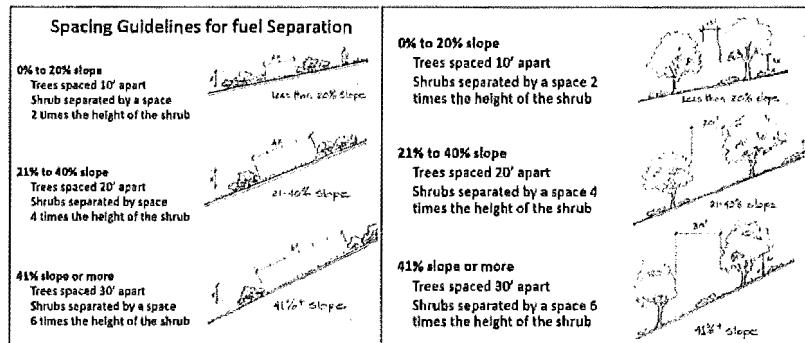 Spacing Guidelines for fuel Separation
0% to 20% slope
Trees spaced 10' apart
Shrub separated by a space
2 times the height of the shrub
Less than 20% slope
21% to 40% slope
Trees spaced 20' apart
Shrubs separated by space
4 times the height of the shrub
21-40% slope
41% slope or more
Trees spaced 30' apart
Shrubs separated by a space
6 times the height of the shrub
41%+ slope
0% to 20% slope
Trees spaced 10' apart
Shrubs separated by a space 2
times the height of the shrub
Less than 20% slope
21% to 40% slope
Trees spaced 20' apart
Shrubs separated by a space 4
times the height of the shrub
20'
21-40% slope
41% slope or more
Trees spaced 30' apart
Shrubs separated by a space 6
times the height of the shrub
30'
41%+ slope